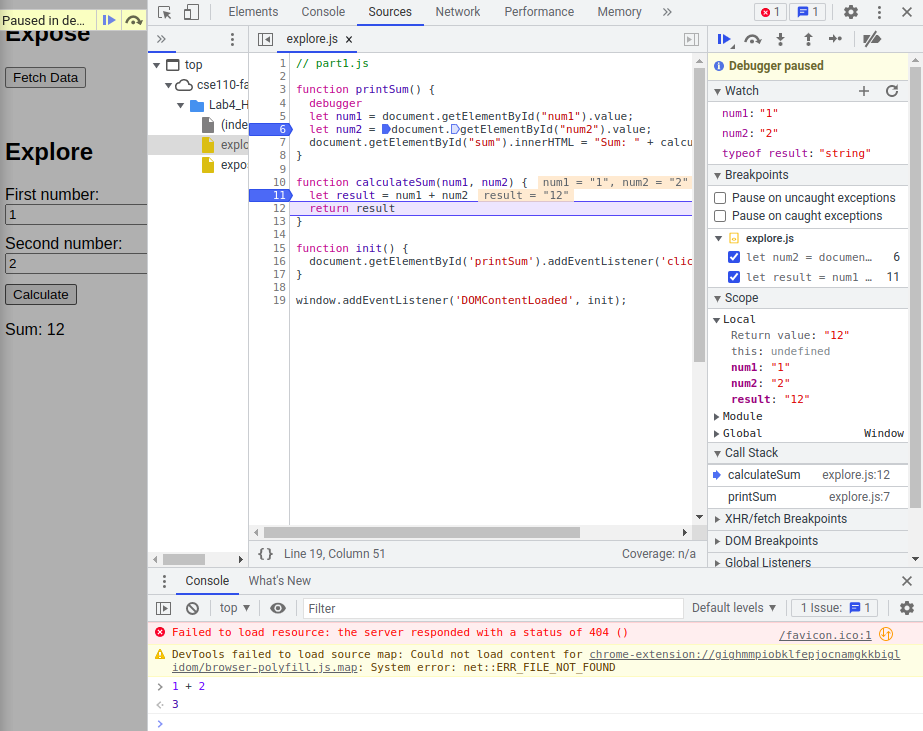 Paused in de...
Expose
Fetch Data
Explore
First number:
1
Second number:
2
Calculate
Sum: 12
Elements Console Sources Network Performance Memory » 1 1
»
top
cse110-fa
Lab4_H
(inde
explo
expo
explore.js ×
1 // part1.js
2
3 function printSum() {
4 debugger
5 let num1 = document.getElementById("num1").value;
6 let num2 = document.getElementById("num2").value;
7 document.getElementById("sum").innerHTML = "Sum: " + calcu
8 }
9
10 function calculateSum(num1, num2) { num1 = "1", num2 = "2"
11 let result = num1 + num2 result = "12"
12 return result
13 }
14
15 function init() {
16 document.getElementById('printSum').addEventListener('clic
17 }
18
19 window.addEventListener('DOMContentLoaded', init);
{} Line 19, Column 51 Coverage: n/a
Debugger paused
Watch
num1: "1"
num2: "2"
typeof result: "string"
Breakpoints
Pause on uncaught exceptions
Pause on caught exceptions
explore.js
let num2 = documen… 6
let result = num1 … 11
Scope
Local
Return value: "12"
this: undefined
num1: "1"
num2: "2"
result: "12"
Module
Global Window
Call Stack
calculateSum explore.js:12
printSum explore.js:7
XHR/fetch Breakpoints
DOM Breakpoints
Global Listeners
Console What's New
top Filter Default levels 1 Issue: 1
Failed to load resource: the server responded with a status of 404 () /favicon.ico:1
DevTools failed to load source map: Could not load content for chrome-extension://gighmmpiobklfepjocnamgkkbigl
idom/browser-polyfill.js.map: System error: net::ERR_FILE_NOT_FOUND
> 1 + 2
3
>